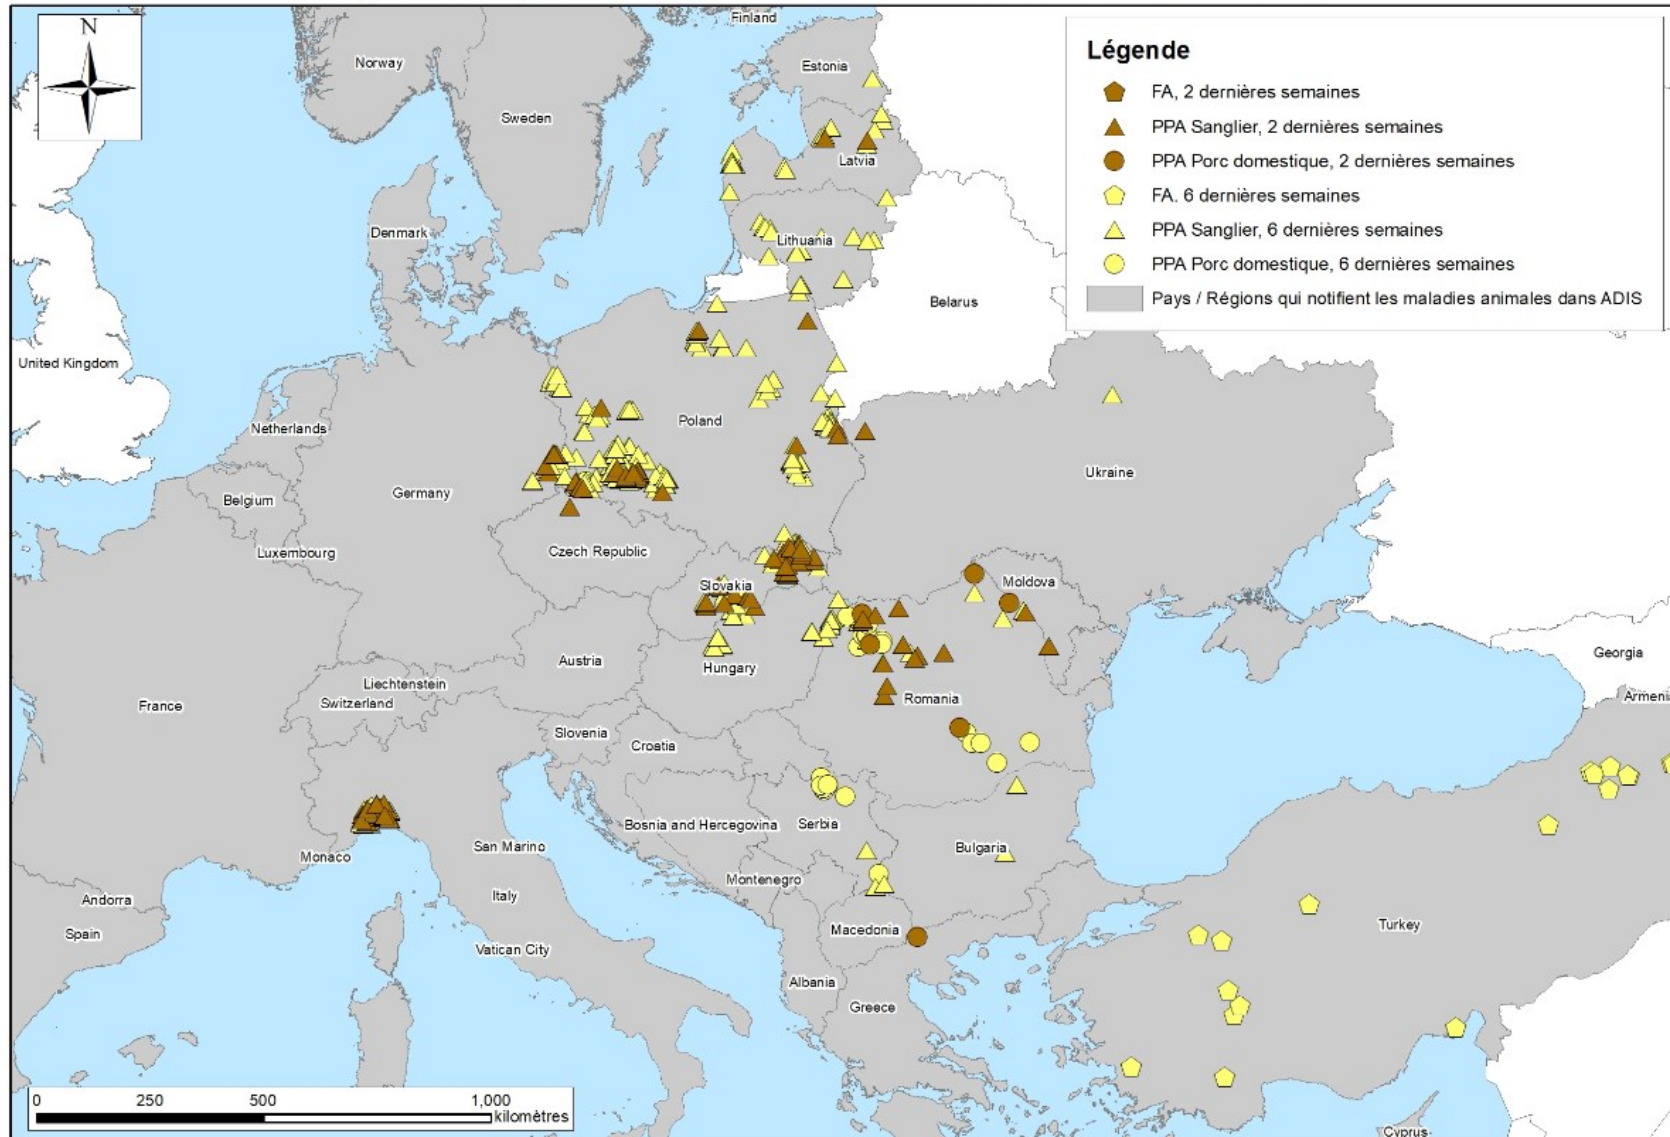 N
Finland
Norway
Estonia
Sweden
Latvia
Denmark
Lithuania
Belarus
United Kingdom
Netherlands
Poland
Ukraine
Belgium
Germany
Luxembourg
Czech Republic
Slovakia
Moldova
Austria
Hungary
Georgia
Liechtenstein
Switzerland
France
Romania
Armenia
Slovenia
Croatia
Bosnia and Hercegovina
Serbia
San Marino
Monaco
Bulgaria
Montenegro
Andorra
Italy
Turkey
Spain
Macedonia
Vatican City
Albania
Greece
Cyprus
Légende
FA, 2 dernières semaines
PPA Sanglier, 2 dernières semaines
PPA Porc domestique, 2 dernières semaines
FA. 6 dernières semaines
PPA Sanglier, 6 dernières semaines
PPA Porc domestique, 6 dernières semaines
Pays / Régions qui notifient les maladies animales dans ADIS
0 250 500 1,000
kilomètres